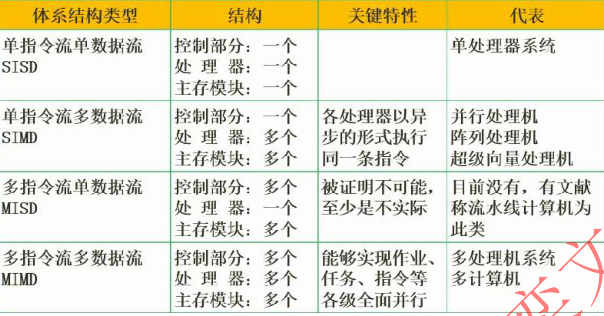 体系结构类型 结构 关键特性 代表
单指令流单数据流 控制部分：一个 单处理器系统
SISD 处 理 器：一个
主存模块：一个
单指令流多数据流 控制部分：一个 各处理器以异 并行处理机
SIMD 处 理 器：多个 步的形式执行 阵列处理机
主存模块：多个 同一条指令 超级向量处理机
多指令流单数据流 控制部分：多个 被证明不可能， 目前没有，有文献
MISD 处 理 器：一个 至少是不实际 称流水线计算机为
主存模块：多个 此类
多指令流多数据流 控制部分：多个 能够实现作业、 多处理机系统
MIMD 处 理 器：多个 任务、指令等 多计算机
主存模块：多个 各级全面并行
文